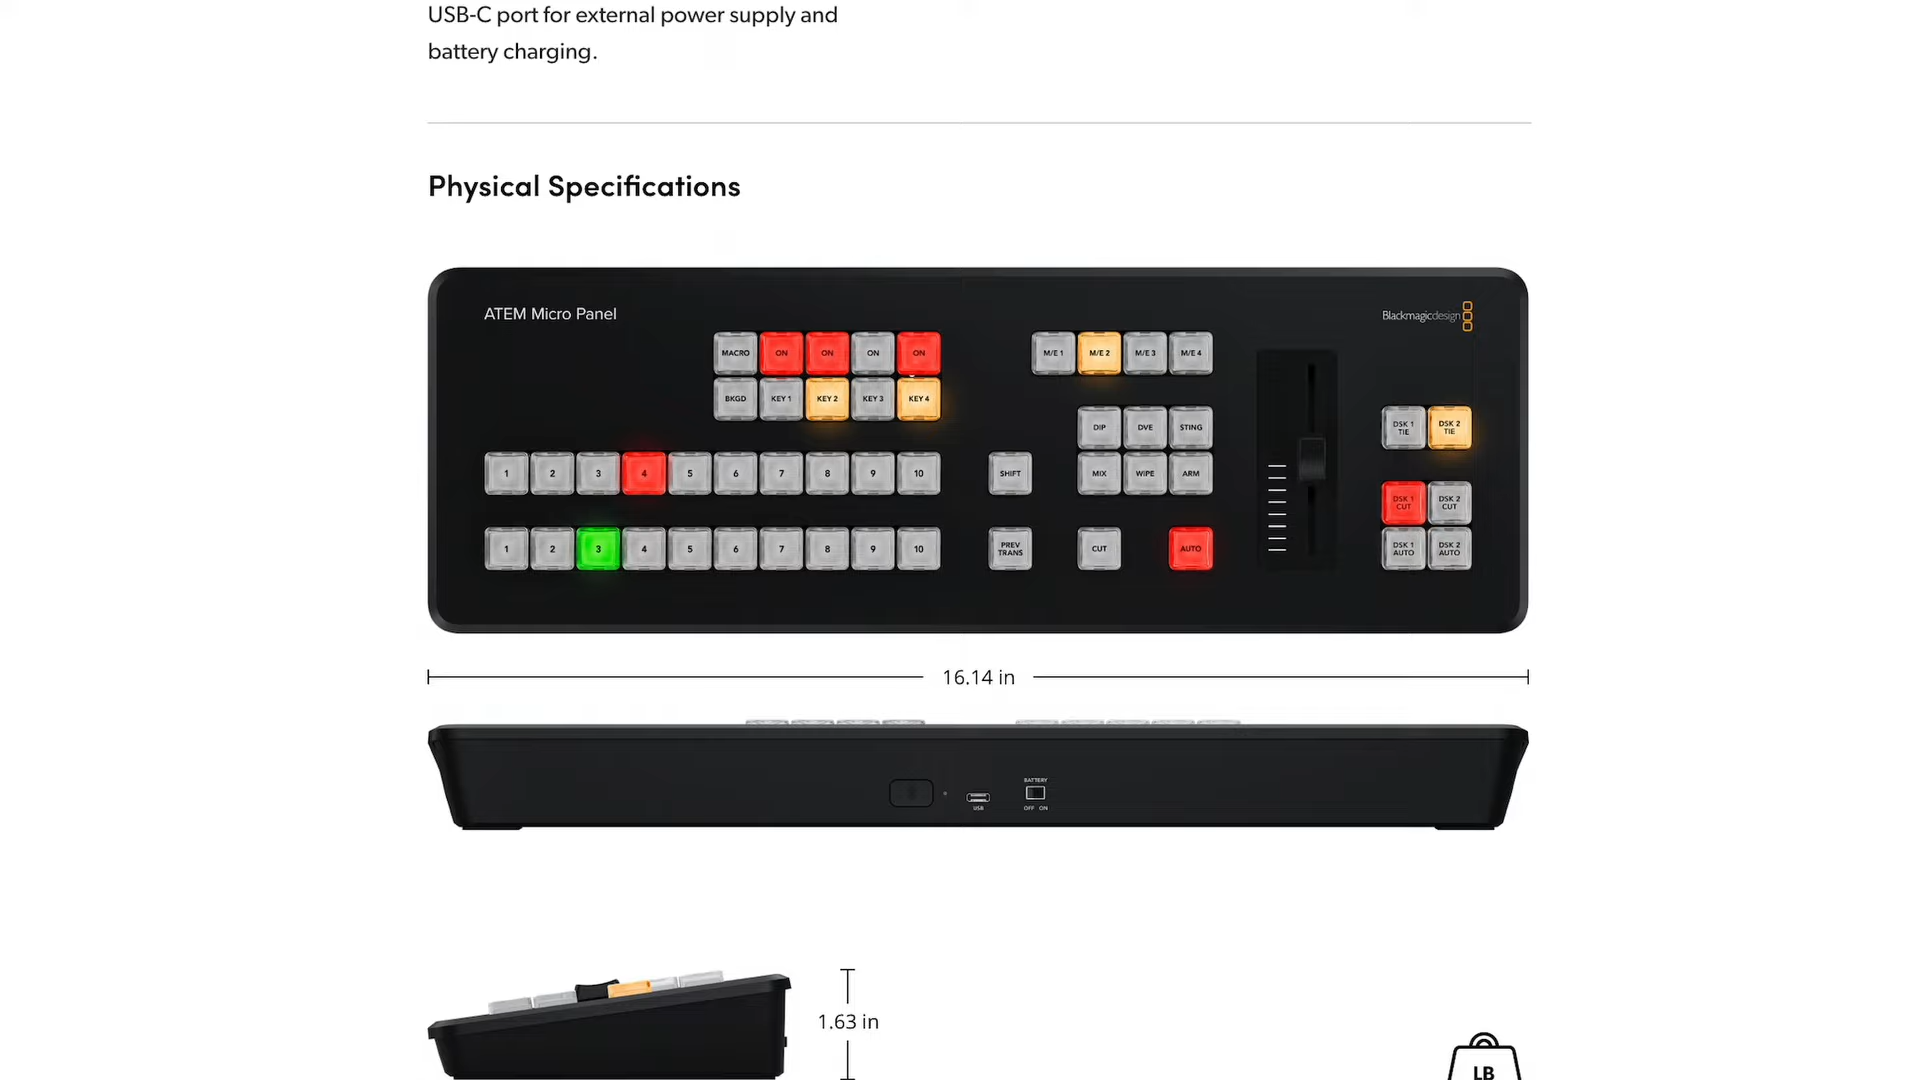 USB-C port for external power supply and
battery charging.
Physical Specifications
ATEM Micro Panel
Blackmagicdesign
MACRO ON ON ON ON
M/E 1 M/E 2 M/E 3 M/E 4
BKGD KEY 1 KEY 2 KEY 3 KEY 4
DIP DVE STING
DSK 1 TIE DSK 2 TIE
1 2 3 4 5 6 7 8 9 10
SHIFT
MIX WIPE ARM
DSK 1 CUT DSK 2 CUT
1 2 3 4 5 6 7 8 9 10
PREV TRANS
CUT
AUTO
DSK 1 AUTO DSK 2 AUTO
16.14 in
BATTERY
USB
OFF ON
1.63 in
LB